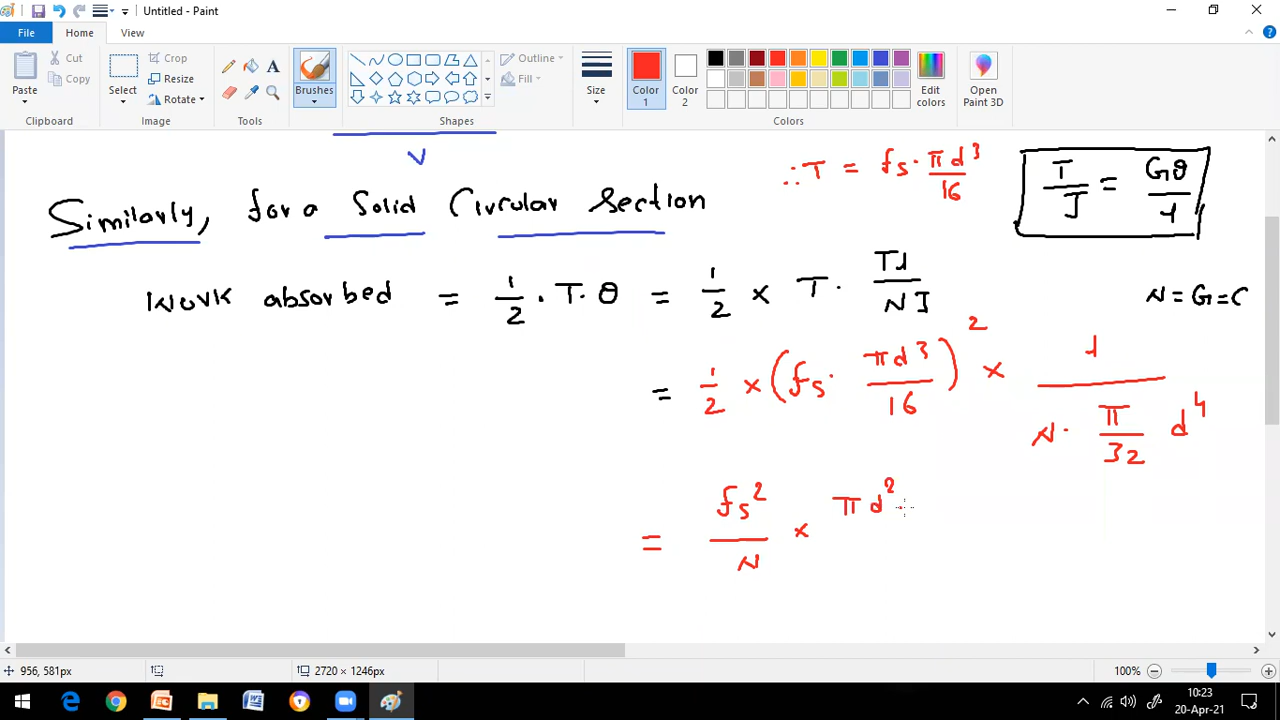 Untitled - Paint
File Home View
Paste
Cut
Copy
Clipboard
Select
Crop
Resize
Rotate
Image
Tools
Brushes
Outline
Fill
Shapes
Size
Color 1
Color 2
Edit colors
Colors
Open Paint 3D
V
∴ T = fs · πd³/16
T/J = Gθ/l
Similarly, for a Solid Circular Section
Work absorbed = 1/2 · T · θ = 1/2 × T · Tl/NJ
N = G = C
= 1/2 × (fs · πd³/16)² × l/(N · π/32 d⁴)
= fs²/N × πd²
956, 581px
2720 × 1246px
100%
10:23
20-Apr-21